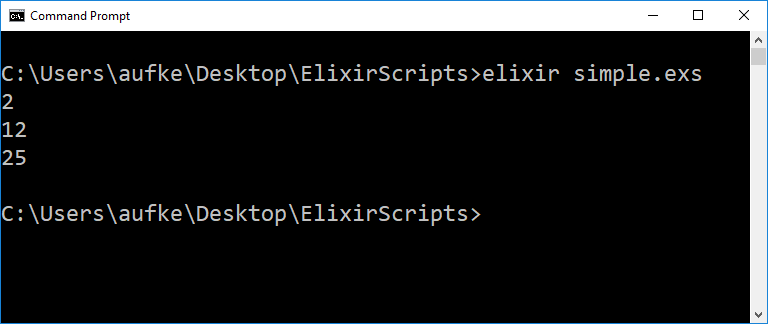 Command Prompt
C:\Users\aufke\Desktop\ElixirScripts>elixir simple.exs
2
12
25
C:\Users\aufke\Desktop\ElixirScripts>